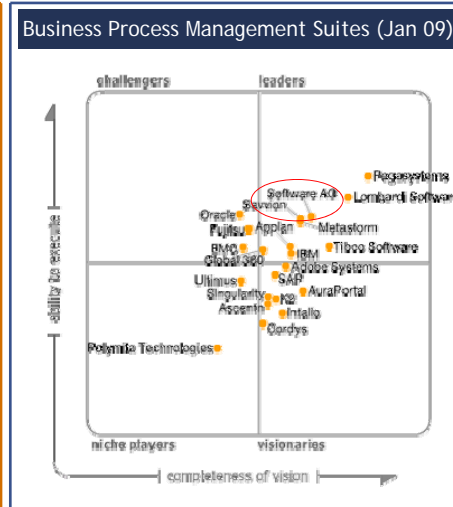 Business Process Management Suites (Jan 09)
challengers
leaders
Pegasystems
Software AG
Lombardi Software
Savvion
Oracle
Metastorm
Fujitsu
Appian
Tibco Software
BMC
IBM
Global 360
Adobe Systems
SAP
Ultimus
AuraPortal
Singularity
K2
Ascentn
Intalio
Cordys
Polymita Technologies
niche players
visionaries
ability to execute
completeness of vision